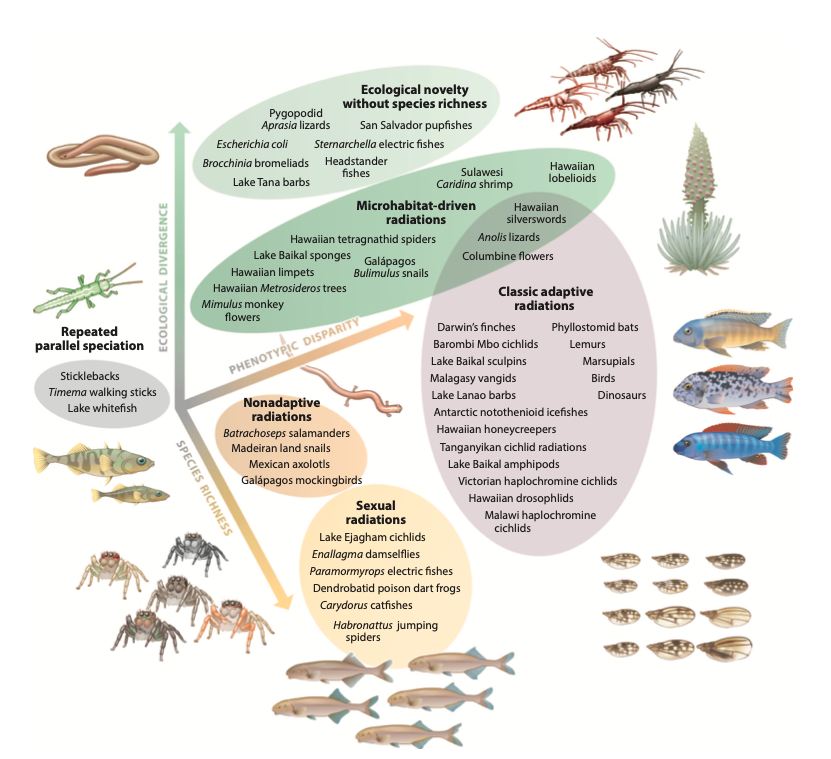 Ecological novelty
without species richness
Pygopodid
Aprasia lizards
San Salvador pupfishes
Escherichia coli
Sternarchella electric fishes
Brocchinia bromeliads
Headstander
fishes
Lake Tana barbs
Sulawesi
Caridina shrimp
Hawaiian
lobelioids
Microhabitat-driven
radiations
Hawaiian
silverswords
Hawaiian tetragnathid spiders
Anolis lizards
Lake Baikal sponges
Galápagos
Bulimulus snails
Columbine flowers
Hawaiian limpets
Hawaiian Metrosideros trees
Mimulus monkey
flowers
ECOLOGICAL DIVERGENCE
PHENOTYPIC DISPARITY
SPECIES RICHNESS
Repeated
parallel speciation
Sticklebacks
Timema walking sticks
Lake whitefish
Classic adaptive
radiations
Darwin's finches
Phyllostomid bats
Barombi Mbo cichlids
Lemurs
Lake Baikal sculpins
Marsupials
Malagasy vangids
Birds
Lake Lanao barbs
Dinosaurs
Antarctic notothenioid icefishes
Hawaiian honeycreepers
Tanganyikan cichlid radiations
Lake Baikal amphipods
Victorian haplochromine cichlids
Hawaiian drosophlids
Malawi haplochromine
cichlids
Nonadaptive
radiations
Batrachoseps salamanders
Madeiran land snails
Mexican axolotls
Galápagos mockingbirds
Sexual
radiations
Lake Ejagham cichlids
Enallagma damselflies
Paramormyrops electric fishes
Dendrobatid poison dart frogs
Carydorus catfishes
Habronattus jumping
spiders